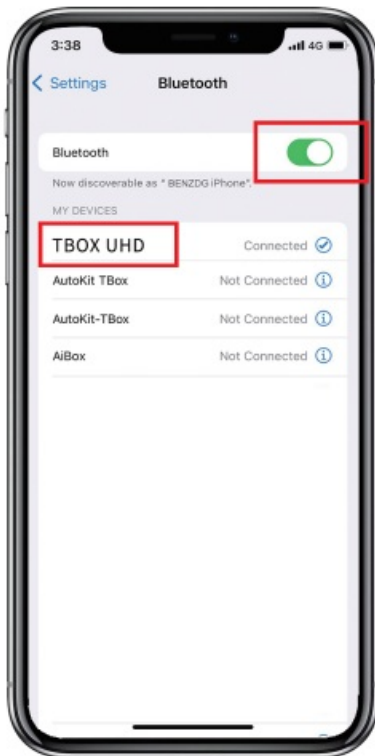 3:38 4G
Settings Bluetooth
Bluetooth
Now discoverable as " BENZDG iPhone".
MY DEVICES
TBOX UHD Connected
AutoKit TBox Not Connected
AutoKit-TBox Not Connected
AiBox Not Connected